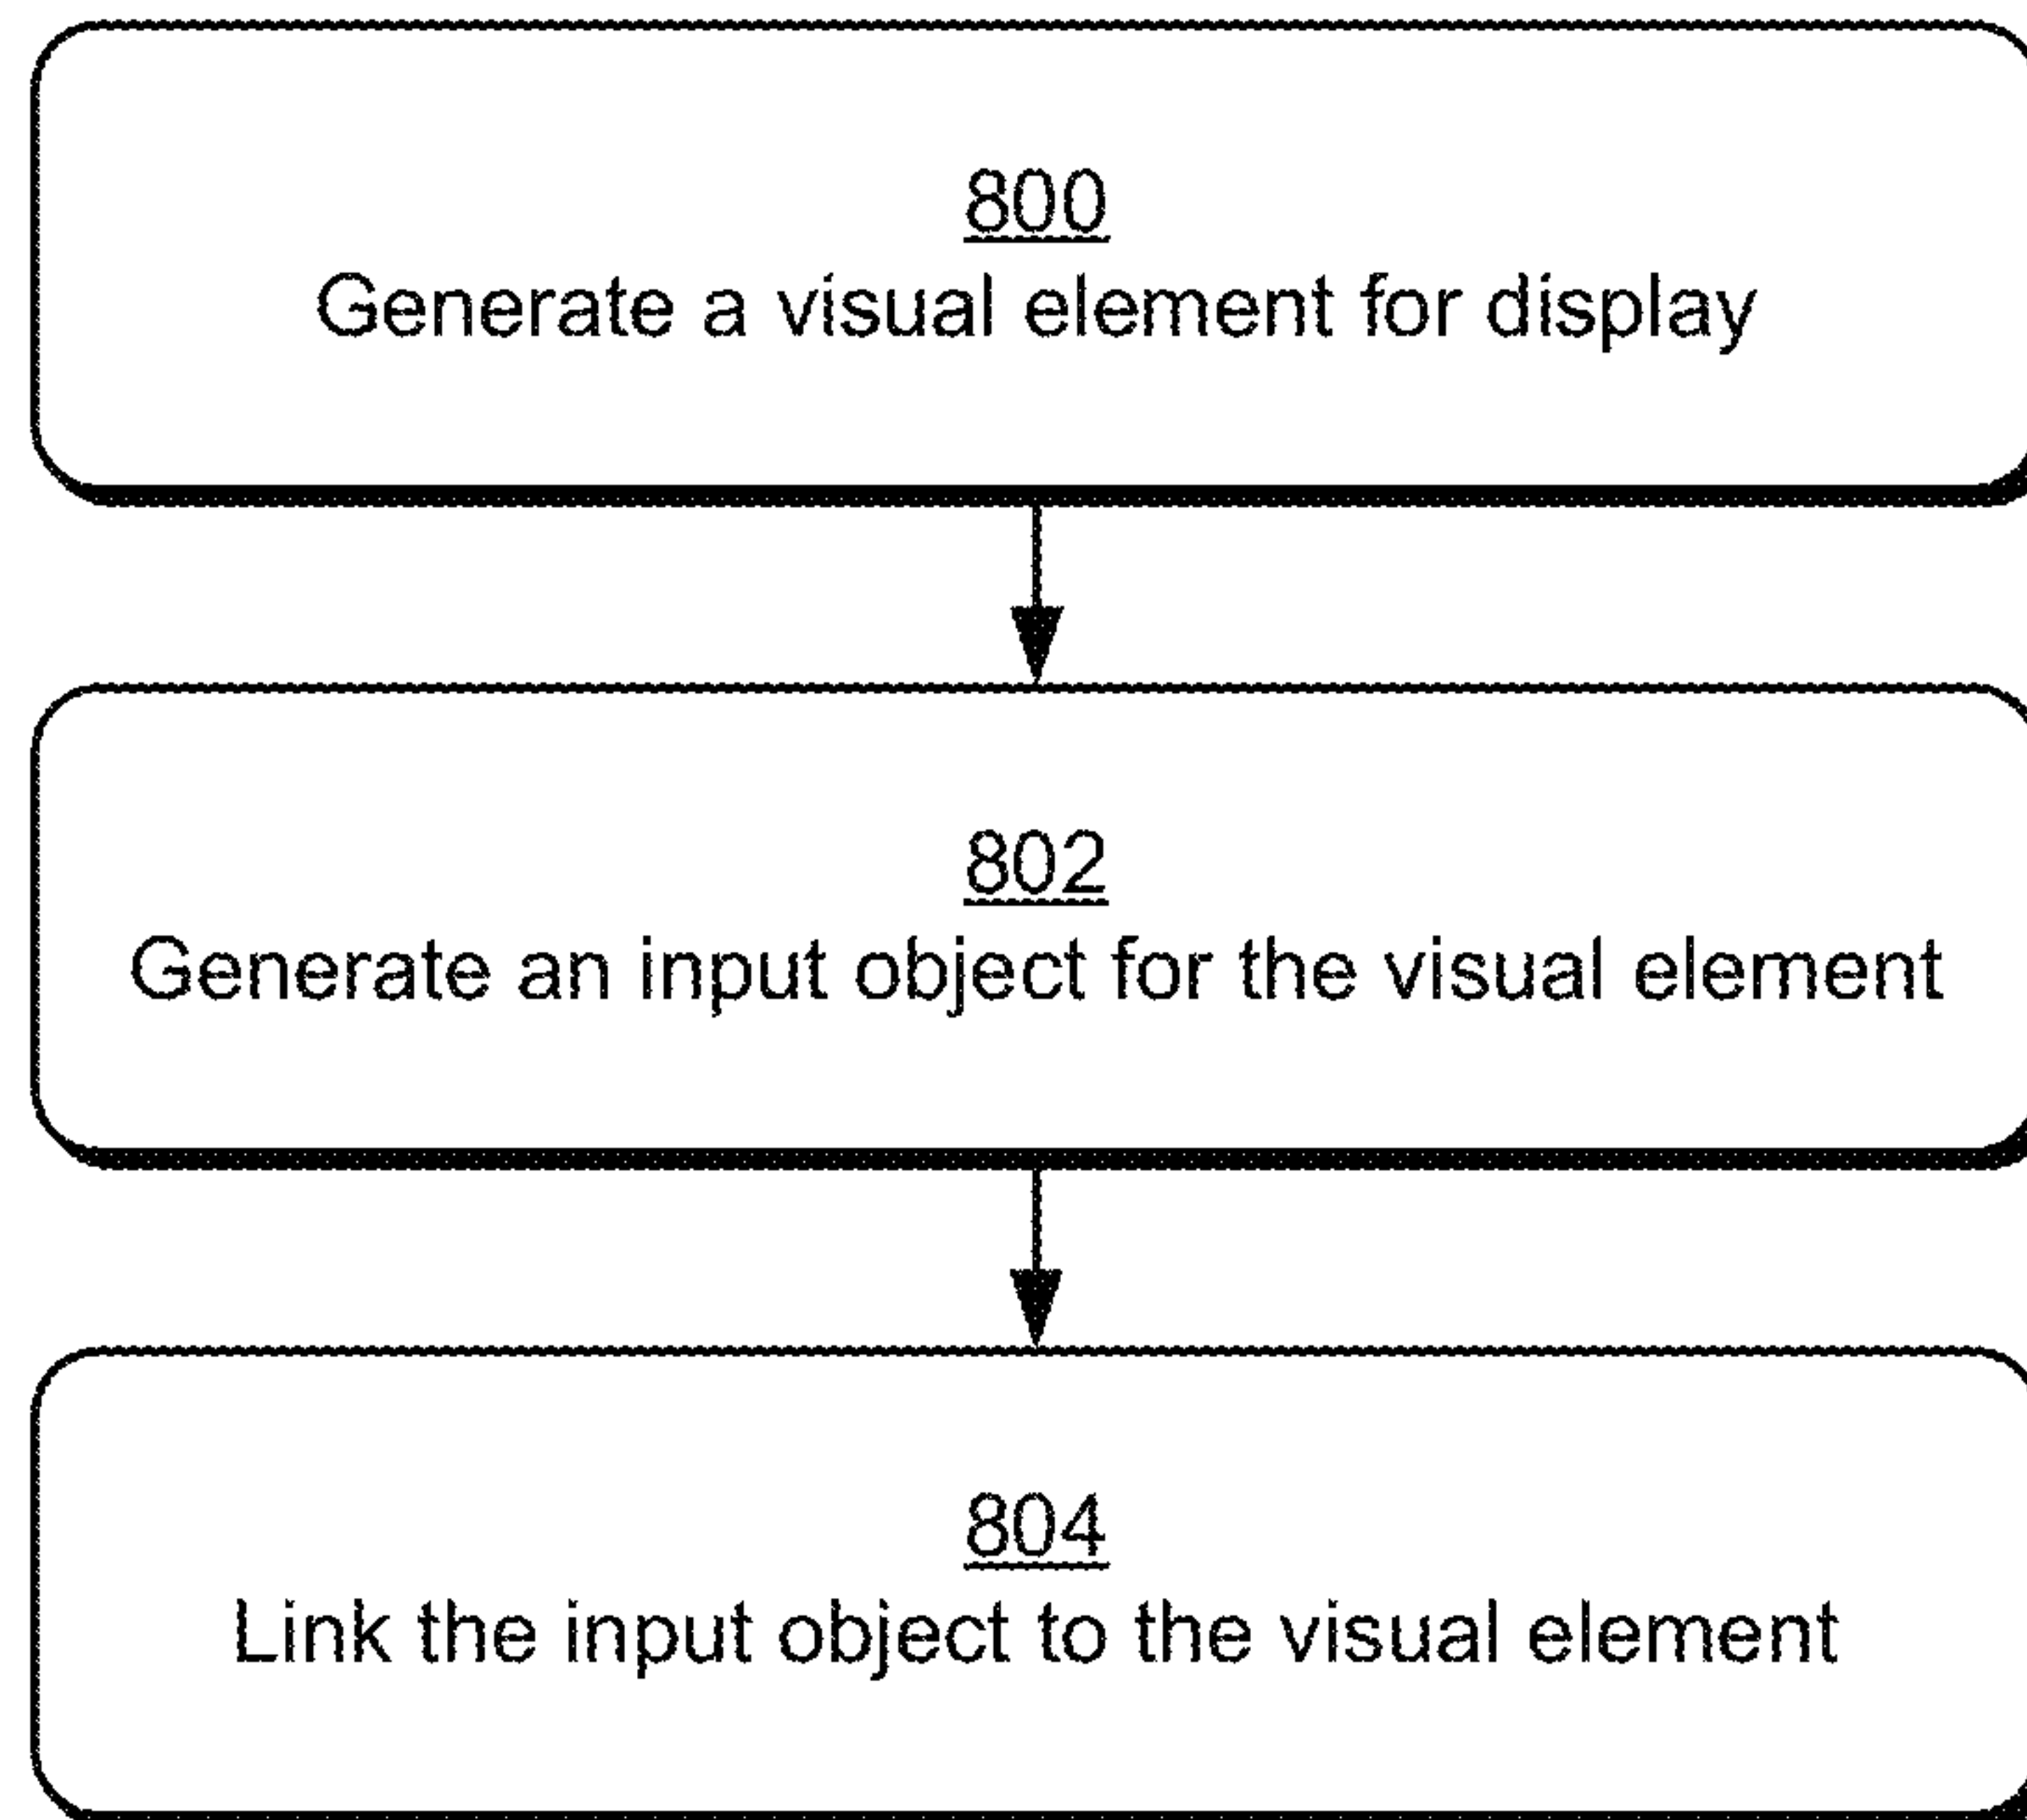 800
Generate a visual element for display
802
Generate an input object for the visual element
804
Link the input object to the visual element